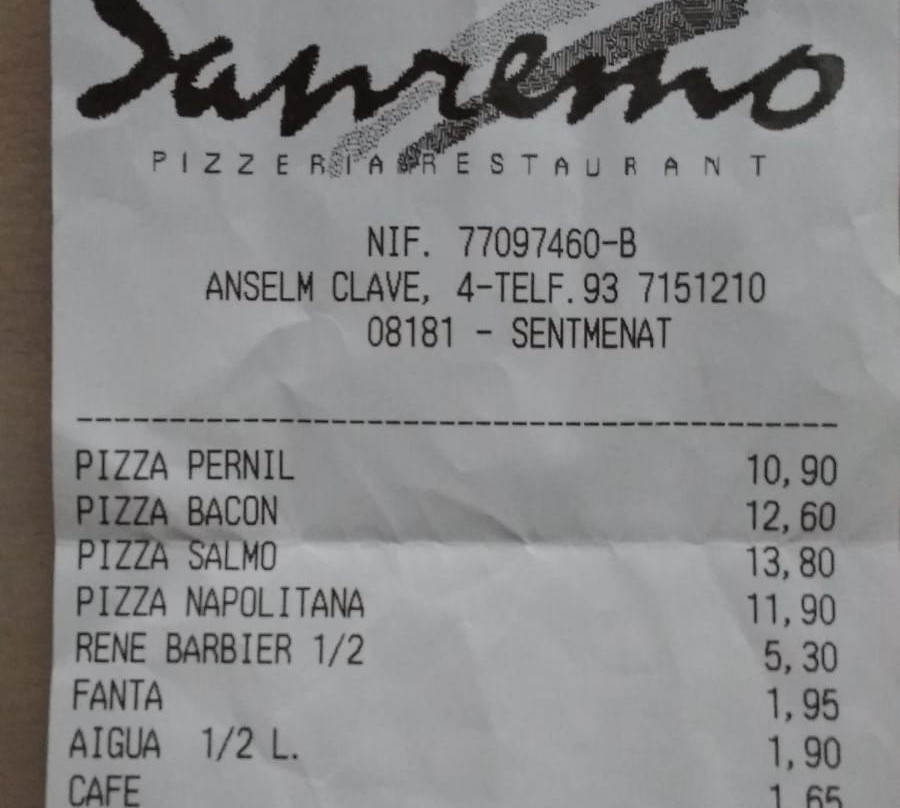 Sanremo
PIZZERIA RESTAURANT
NIF. 77097460-B
ANSELM CLAVE, 4-TELF. 93 7151210
08181 - SENTMENAT
----------------------------------------
PIZZA PERNIL 10,90
PIZZA BACON 12,60
PIZZA SALMO 13,80
PIZZA NAPOLITANA 11,90
RENE BARBIER 1/2 5,30
FANTA 1,95
AIGUA 1/2 L. 1,90
CAFE 1,65